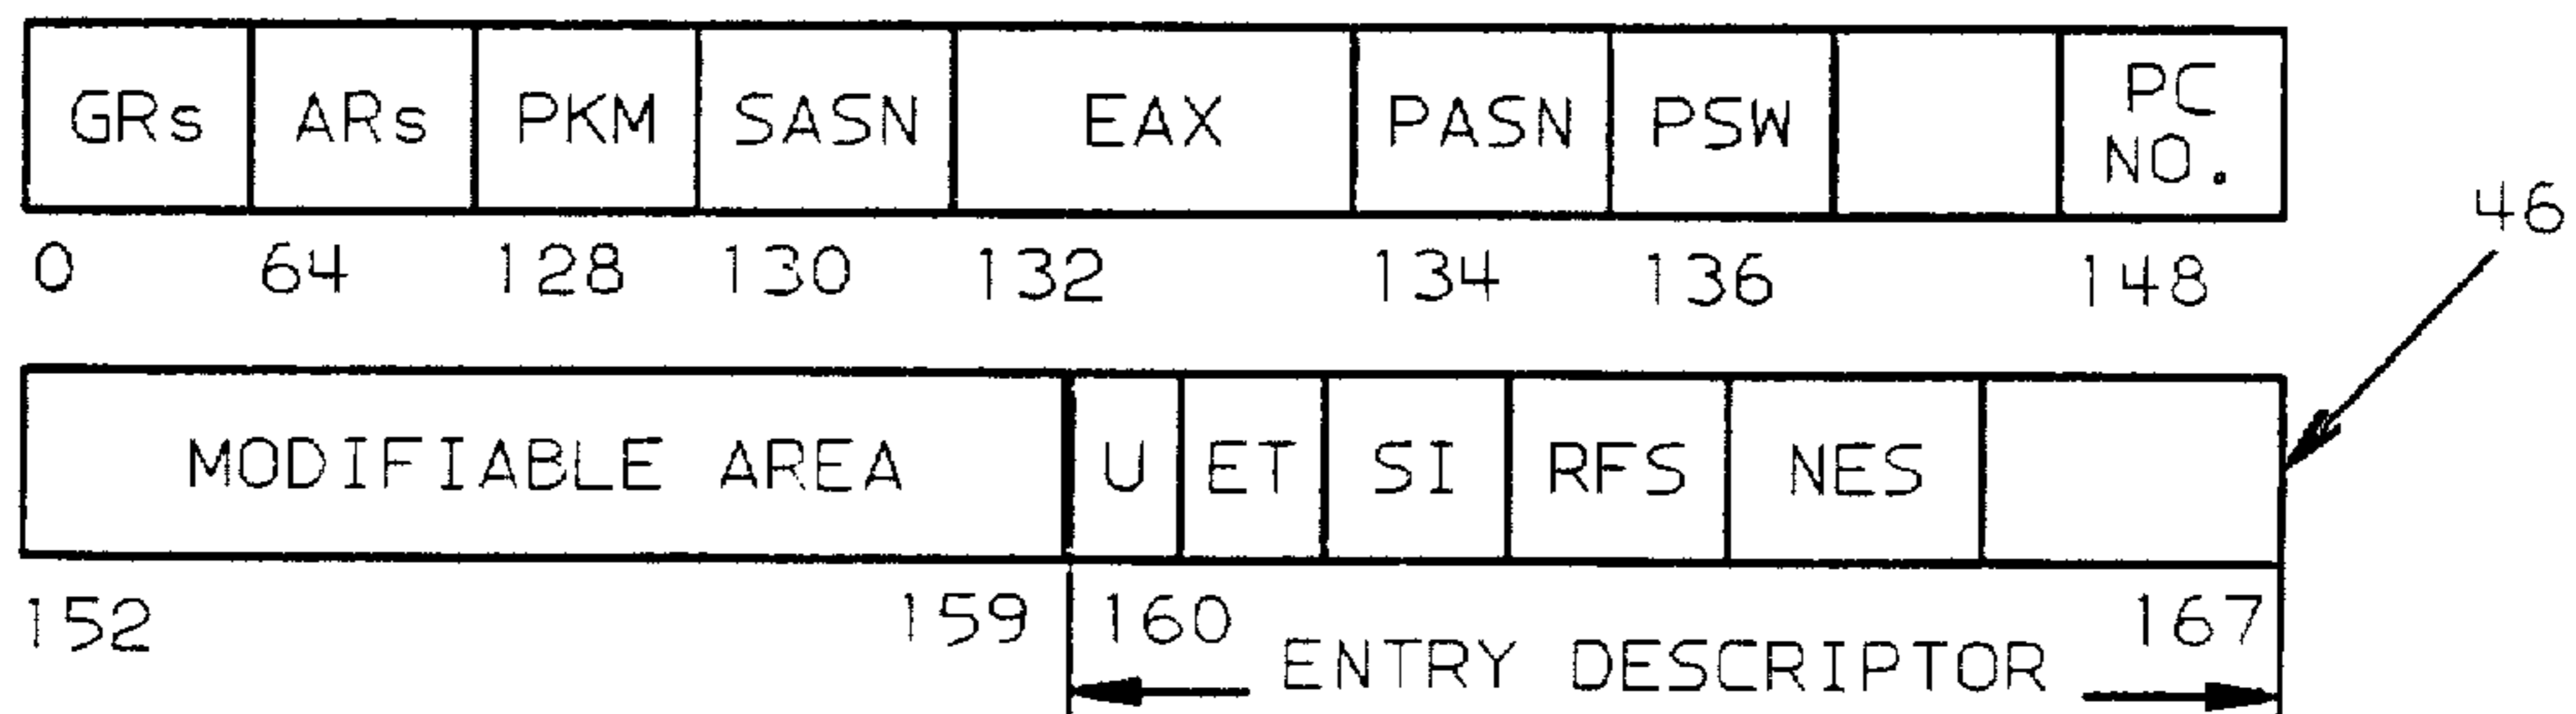 GRs ARs PKM SASN EAX PASN PSW PC NO.
0 64 128 130 132 134 136 148
46
MODIFIABLE AREA U ET SI RFS NES
152 159 160 167
ENTRY DESCRIPTOR